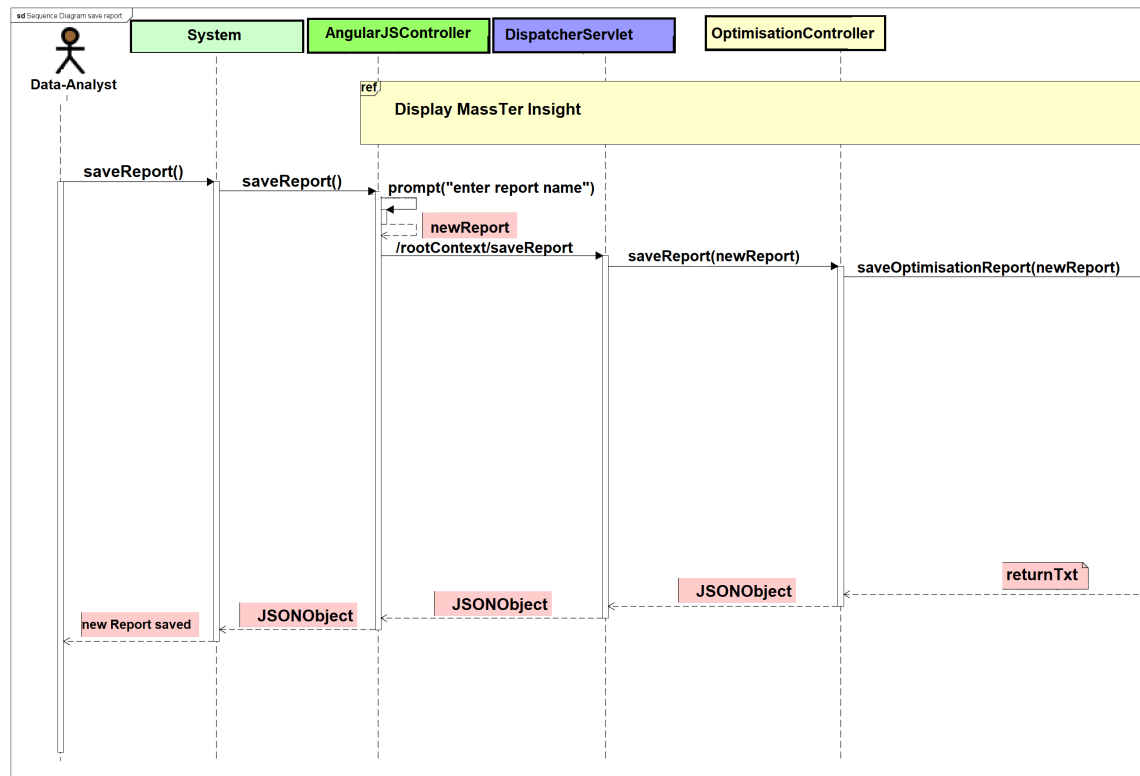 sd Sequence Diagram save report
Data-Analyst
System
AngularJSController
DispatcherServlet
OptimisationController
ref
Display MassTer Insight
saveReport()
saveReport()
prompt("enter report name")
newReport
/rootContext/saveReport
saveReport(newReport)
saveOptimisationReport(newReport)
returnTxt
JSONObject
JSONObject
JSONObject
new Report saved